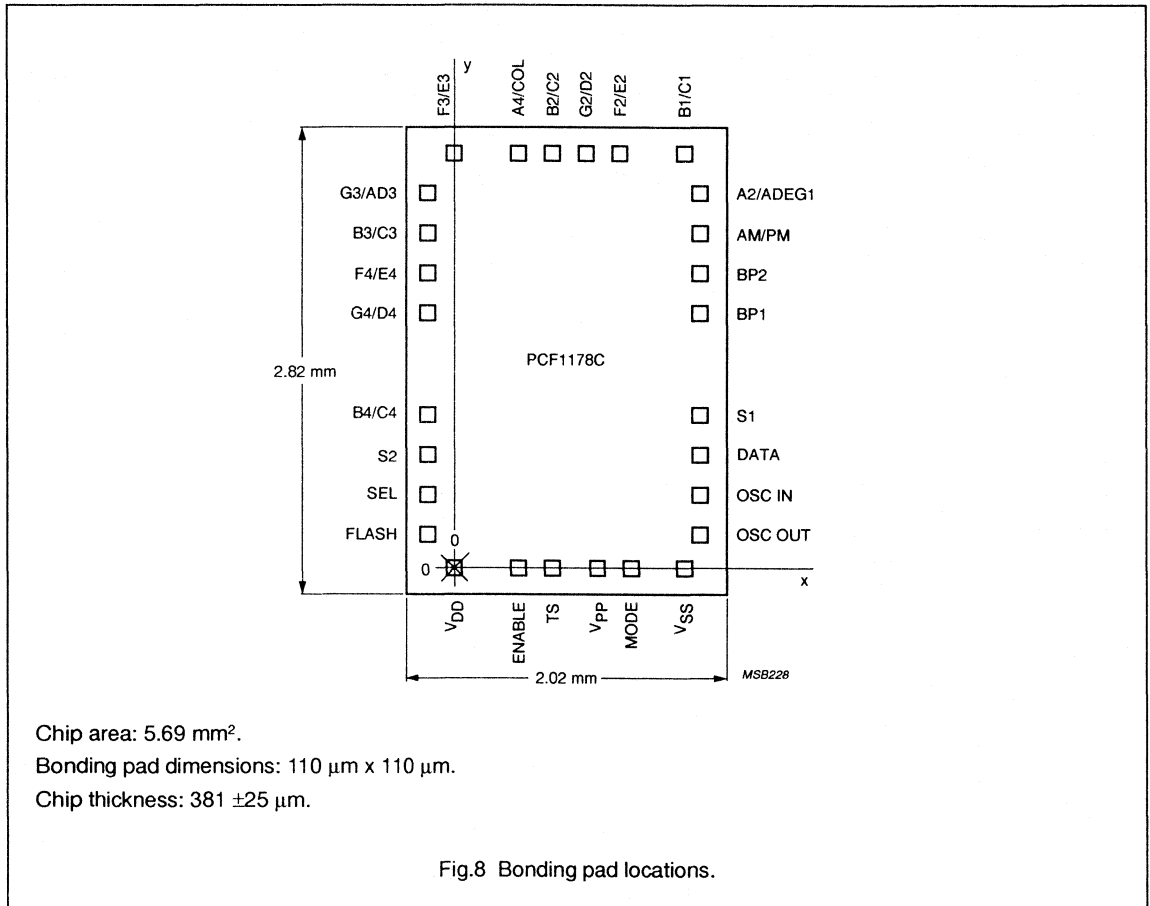 y
F3/E3
A4/COL
B2/C2
G2/D2
F2/E2
B1/C1
G3/AD3
B3/C3
F4/E4
G4/D4
A2/ADEG1
AM/PM
BP2
BP1
PCF1178C
2.82 mm
B4/C4
S2
SEL
FLASH
S1
DATA
OSC IN
OSC OUT
0
0
x
VDD
ENABLE
TS
VPP
MODE
VSS
2.02 mm
MSB228
Chip area: 5.69 mm².
Bonding pad dimensions: 110 µm x 110 µm.
Chip thickness: 381 ±25 µm.
Fig.8 Bonding pad locations.